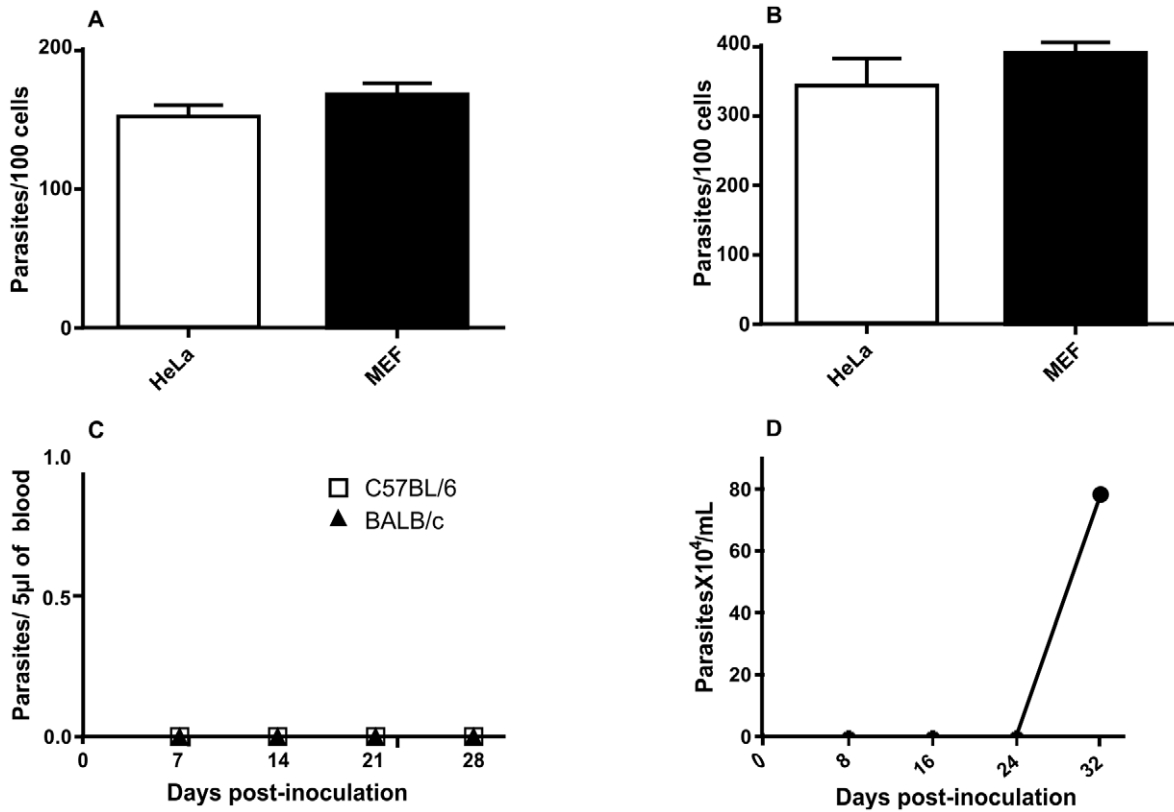 A
Parasites/100 cells
200
100
0
HeLa
MEF
B
Parasites/100 cells
400
300
200
100
0
HeLa
MEF
C
Parasites/ 5µl of blood
1.0
0.5
0.0
C57BL/6
BALB/c
0 7 14 21 28
Days post-inoculation
D
ParasitesX10⁴/mL
80
60
40
20
0
0 8 16 24 32
Days post-inoculation